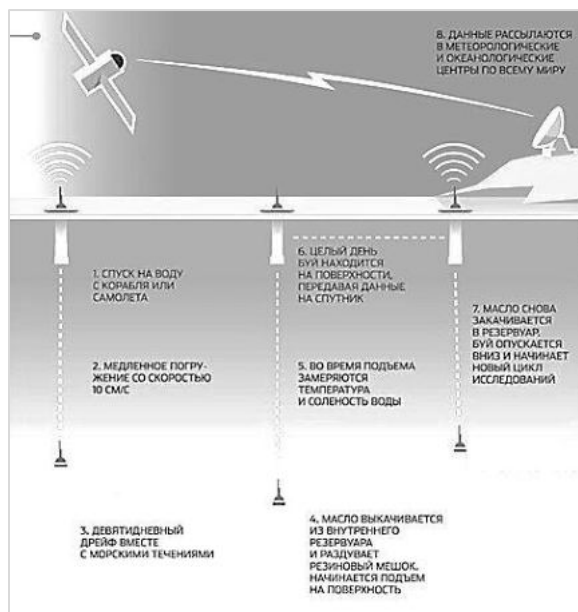 8. ДАННЫЕ РАССЫЛАЮТСЯ
В МЕТЕОРОЛОГИЧЕСКИЕ
И ОКЕАНОЛОГИЧЕСКИЕ
ЦЕНТРЫ ПО ВСЕМУ МИРУ
1. СПУСК НА ВОДУ
С КОРАБЛЯ ИЛИ
САМОЛЕТА
2. МЕДЛЕННОЕ ПОГРУ-
ЖЕНИЕ СО СКОРОСТЬЮ
10 СМ/С
3. ДЕВЯТИДНЕВНЫЙ
ДРЕЙФ ВМЕСТЕ
С МОРСКИМИ ТЕЧЕНИЯМИ
4. МАСЛО ВЫКАЧИВАЕТСЯ
ИЗ ВНУТРЕННЕГО
РЕЗЕРВУАРА
И РАЗДУВАЕТ
РЕЗИНОВЫЙ МЕШОК.
НАЧИНАЕТСЯ ПОДЪЕМ
НА ПОВЕРХНОСТЬ
5. ВО ВРЕМЯ ПОДЪЕМА
ЗАМЕРЯЮТСЯ
ТЕМПЕРАТУРА
И СОЛЕНОСТЬ ВОДЫ
6. ЦЕЛЫЙ ДЕНЬ
БУЙ НАХОДИТСЯ
НА ПОВЕРХНОСТИ,
ПЕРЕДАВАЯ ДАННЫЕ
НА СПУТНИК
7. МАСЛО СНОВА
ЗАКАЧИВАЕТСЯ
В РЕЗЕРВУАР.
БУЙ ОПУСКАЕТСЯ
ВНИЗ И НАЧИНАЕТ
НОВЫЙ ЦИКЛ
ИССЛЕДОВАНИЙ